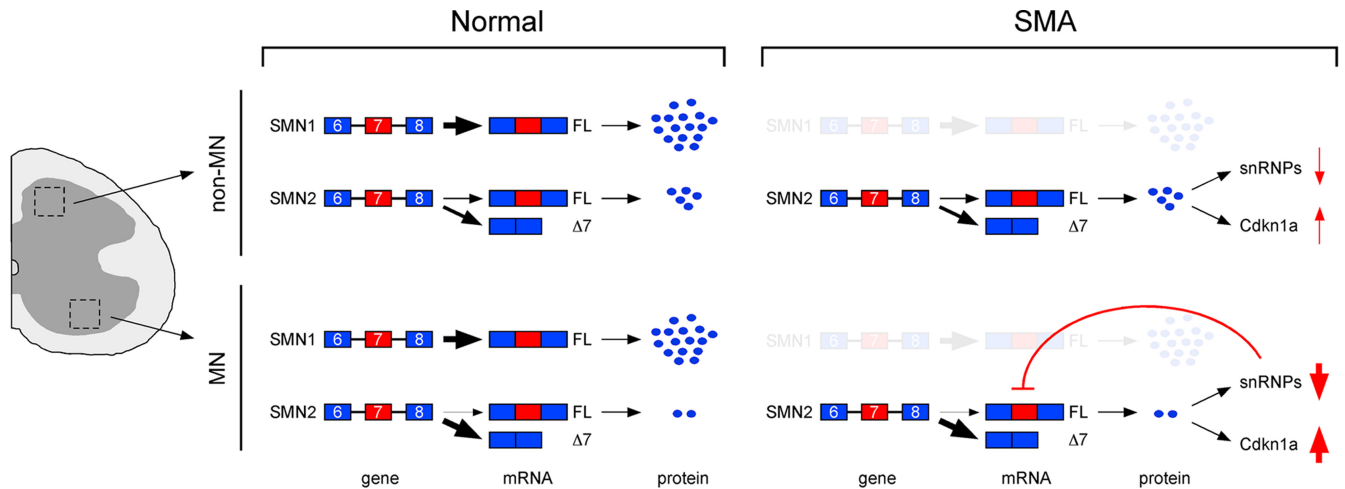 Normal
SMA
non-MN
SMN1 6 7 8 FL
SMN2 6 7 8 FL
Δ7
SMN1 6 7 8 FL
SMN2 6 7 8 FL
Δ7
snRNPs
Cdkn1a
MN
SMN1 6 7 8 FL
SMN2 6 7 8 FL
Δ7
SMN1 6 7 8 FL
SMN2 6 7 8 FL
Δ7
snRNPs
Cdkn1a
gene mRNA protein
gene mRNA protein